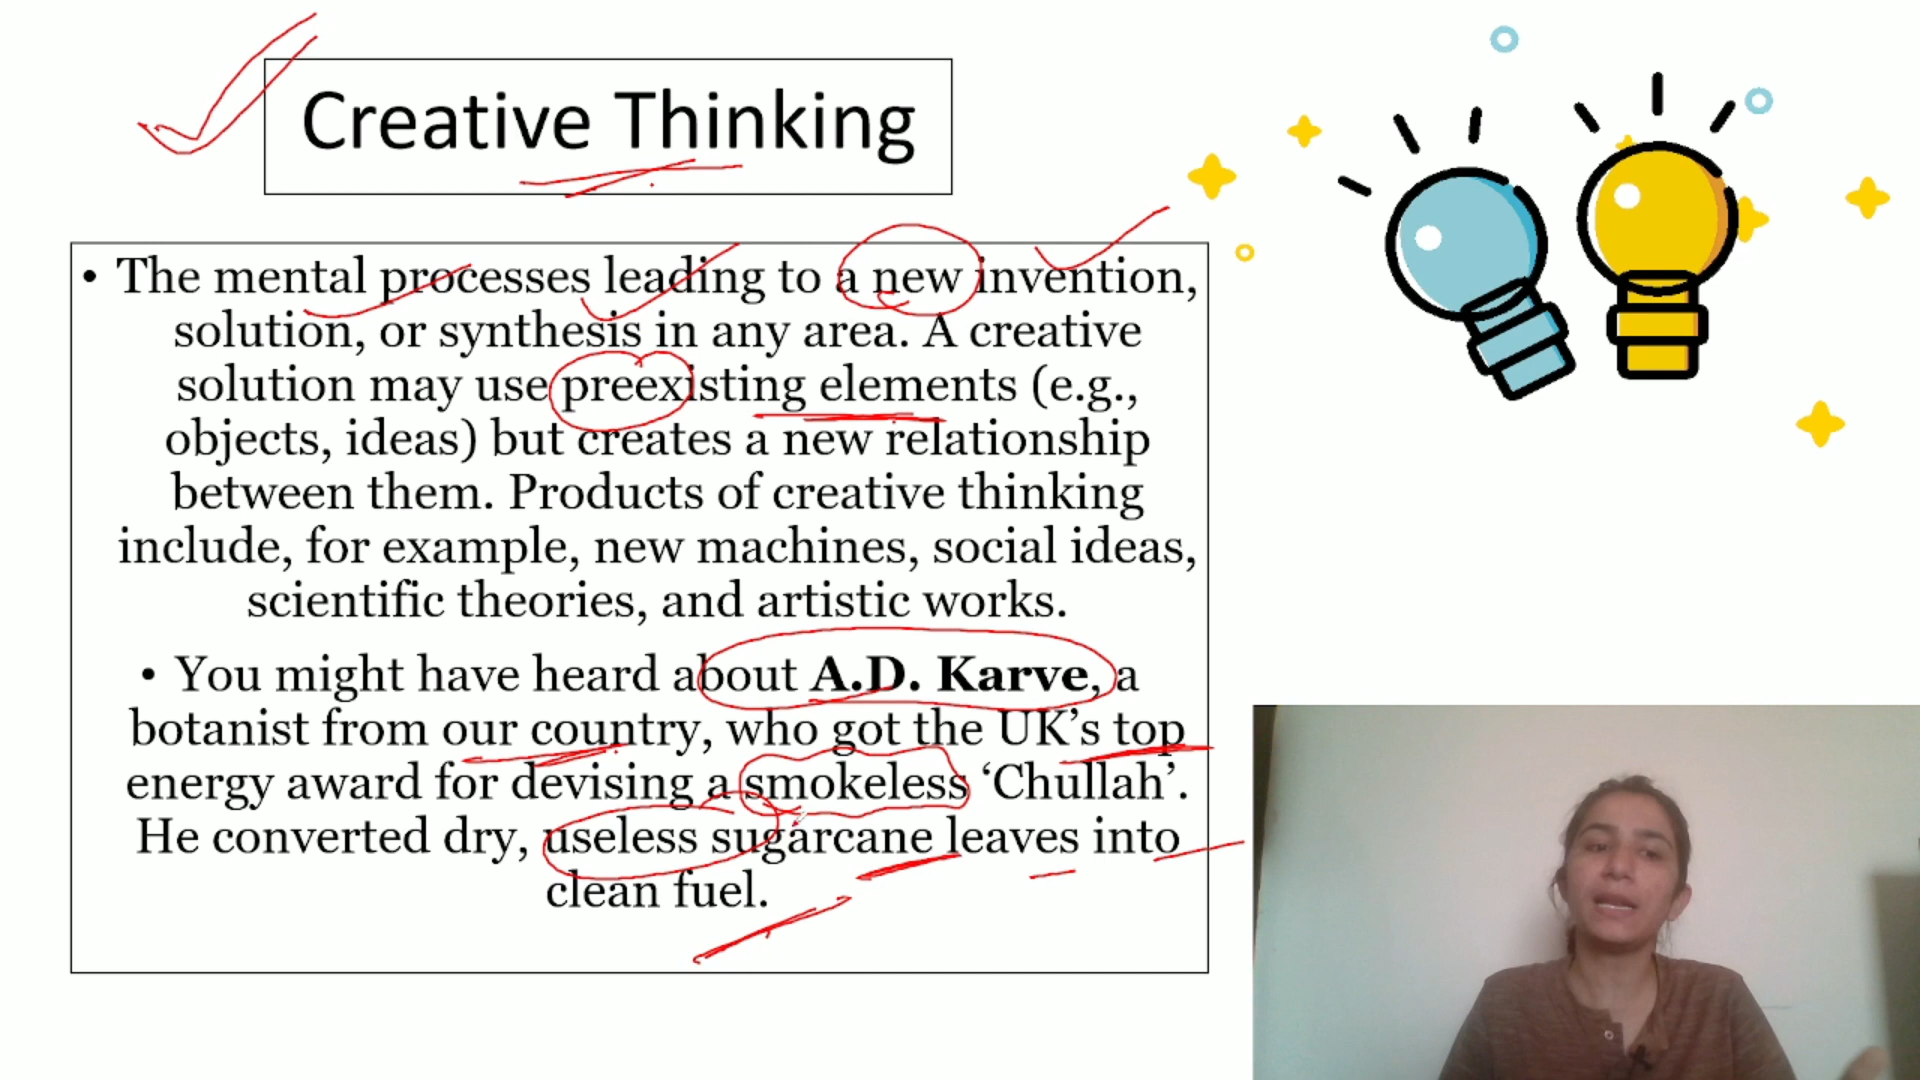 Creative Thinking
• The mental processes leading to a new invention,
solution, or synthesis in any area. A creative
solution may use preexisting elements (e.g.,
objects, ideas) but creates a new relationship
between them. Products of creative thinking
include, for example, new machines, social ideas,
scientific theories, and artistic works.
• You might have heard about A.D. Karve, a
botanist from our country, who got the UK’s top
energy award for devising a smokeless ‘Chullah’.
He converted dry, useless sugarcane leaves into
clean fuel.